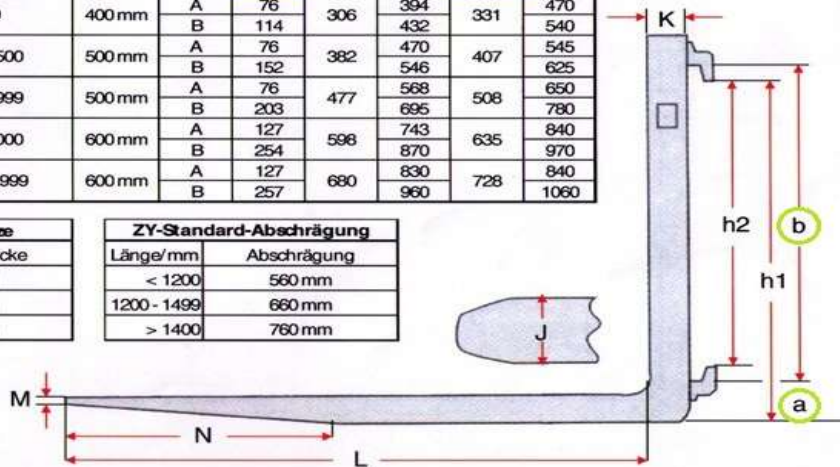 400 mm A 76 306 394 331 470
B 114 432 540
500 mm A 76 382 470 407 545
B 152 546 625
500 mm A 76 477 568 508 650
B 203 695 780
600 mm A 127 598 743 635 840
B 254 870 970
600 mm A 127 680 830 728 840
B 257 960 1060
ZY-Standard-Abschrägung
Länge/mm Abschrägung
< 1200 560 mm
1200 - 1499 660 mm
> 1400 760 mm
K
h2
b
h1
J
M
a
N
L